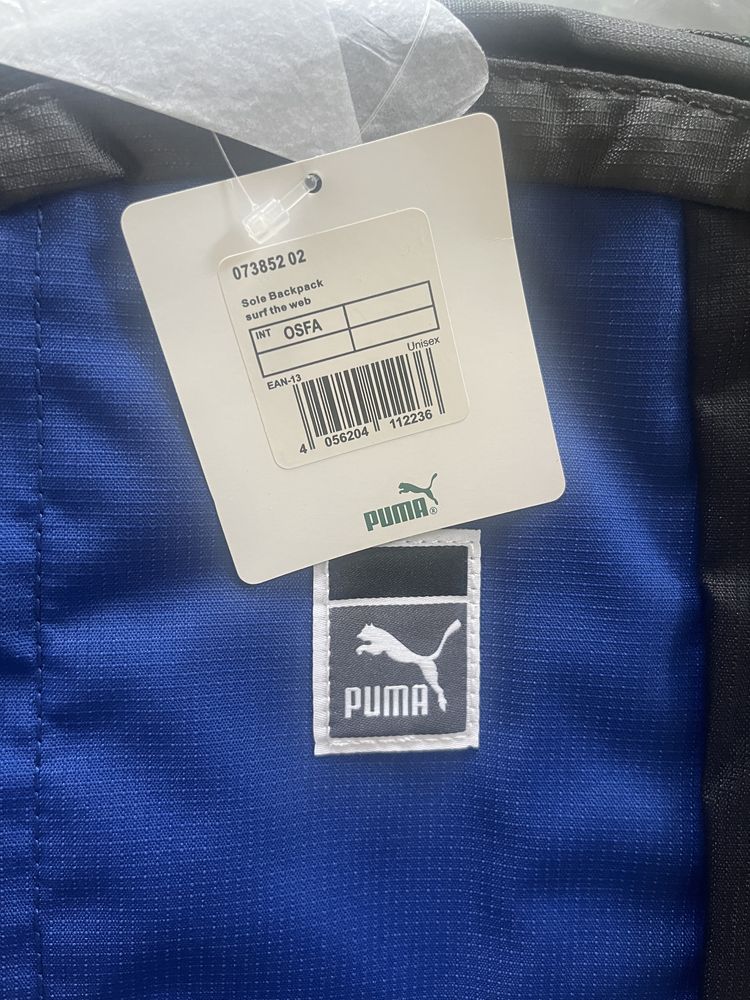 073852 02
Sole Backpack
surf the web
INT OSFA
EAN-13 Unisex
4 056204 112236
PUMA®
PUMA